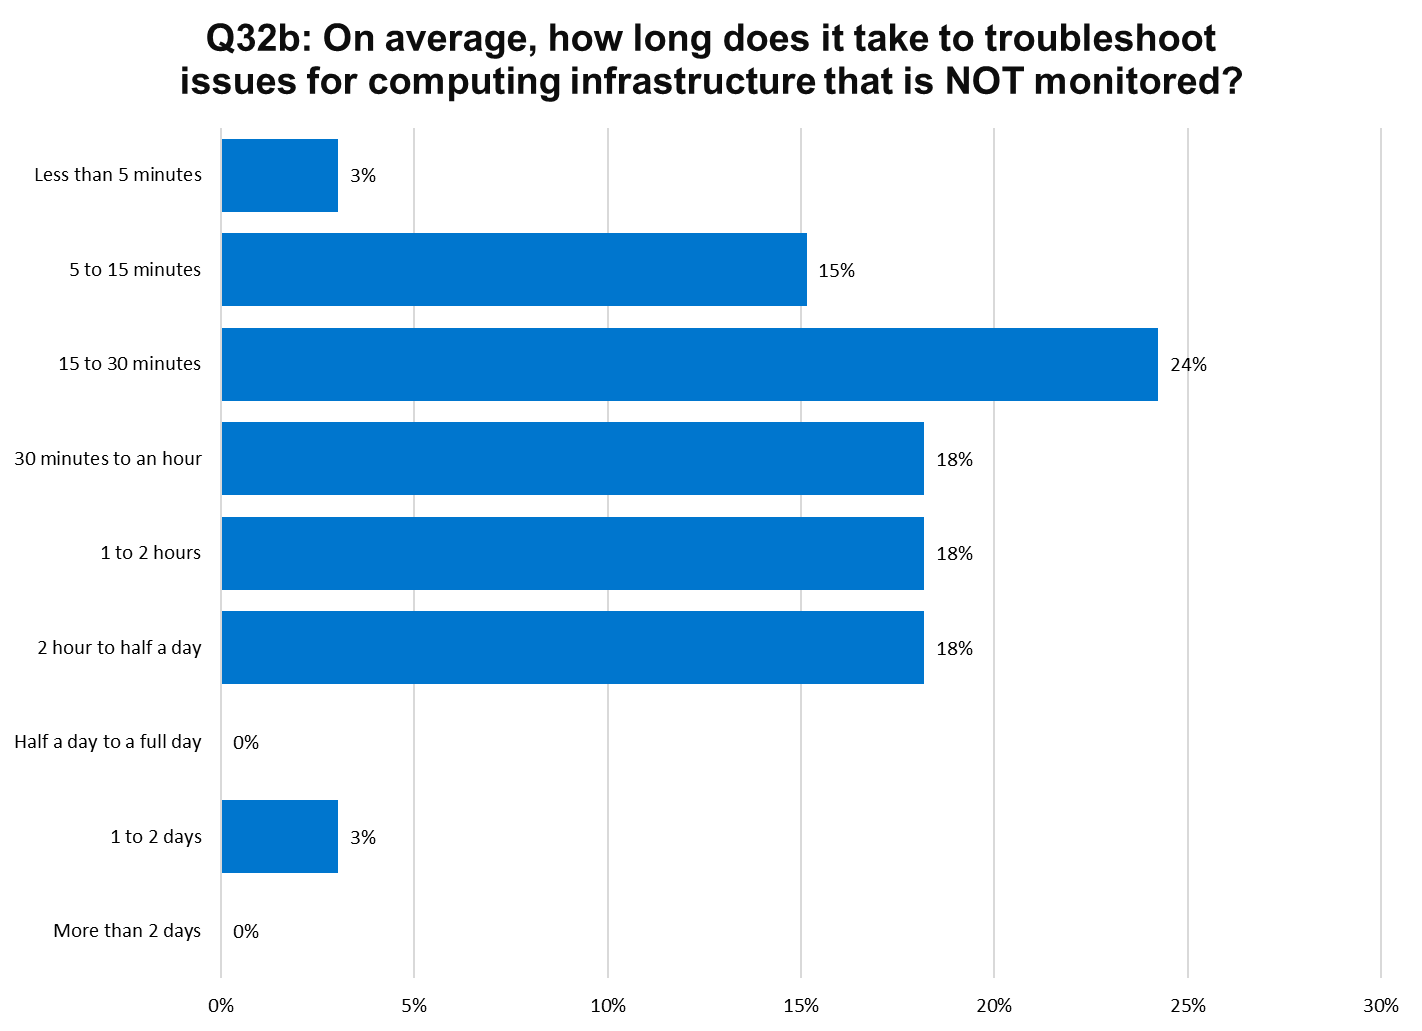 Q32b: On average, how long does it take to troubleshoot
issues for computing infrastructure that is NOT monitored?
Less than 5 minutes 3%
5 to 15 minutes 15%
15 to 30 minutes 24%
30 minutes to an hour 18%
1 to 2 hours 18%
2 hour to half a day 18%
Half a day to a full day 0%
1 to 2 days 3%
More than 2 days 0%
0% 5% 10% 15% 20% 25% 30%